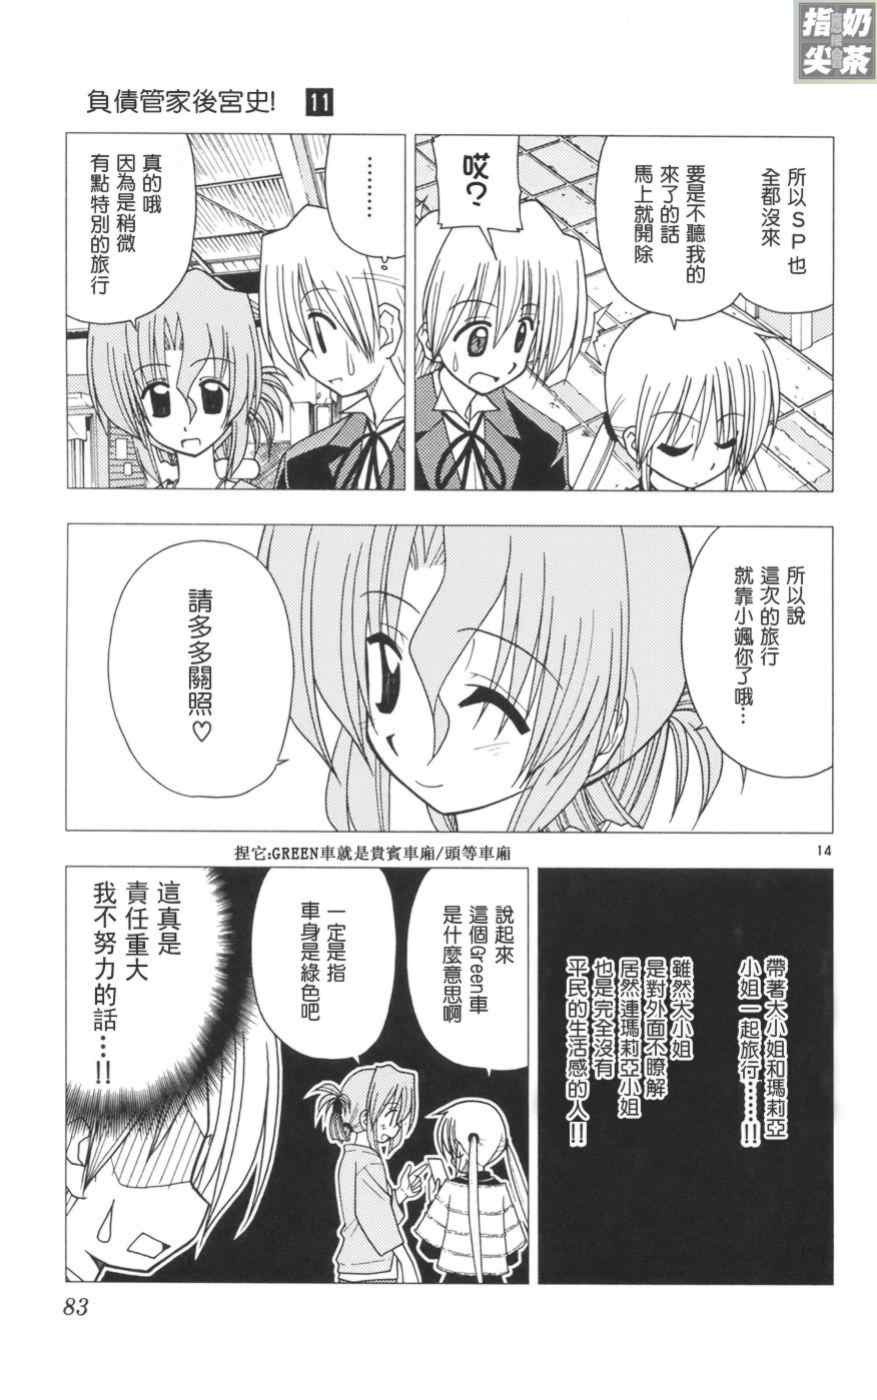 指奶
尖茶
負債管家後宮史! 11
所以ＳＰ也
全都沒來
要是不聽我的
來了的話
馬上就開除
哎?
………
真的哦
因為是稍微
有點特別的旅行
所以說
這次的旅行
就靠小颯你了哦…
請多多關照♡
14
捏它:GREEN車就是貴賓車廂/頭等車廂
帶著大小姐和瑪莉亞
小姐一起旅行………!!
雖然大小姐
是對外面不瞭解
居然連瑪莉亞小姐
也是完全沒有
平民的生活感的人!!
說起來
這個Green車
是什麼意思啊
一定是指
車身是綠色吧
這真是
責任重大
我不努力的話…!!
83